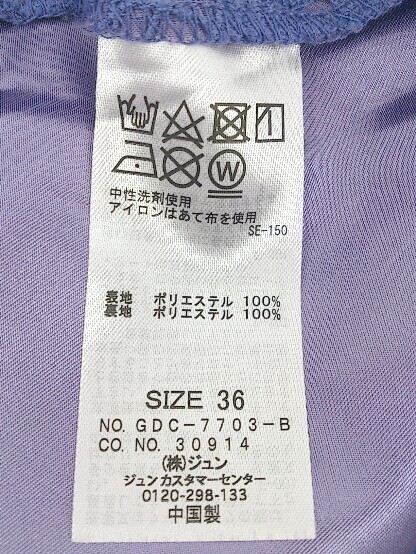 W
中性洗剤使用
アイロンはあて布を使用
SE-150
表地 ポリエステル 100%
裏地 ポリエステル 100%
SIZE 36
NO. GDC-7703-B
CO. NO. 30914
(株)ジュン
ジュンカスタマーセンター
0120-298-133
中国製